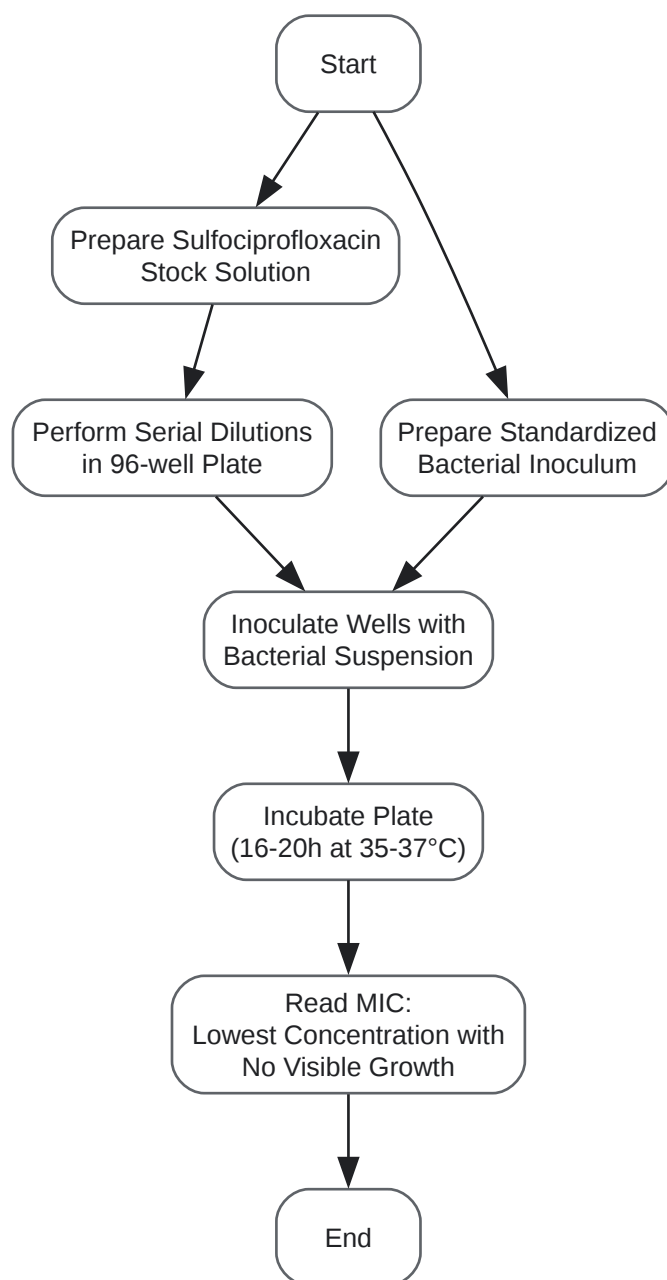 Start
Prepare Sulfociprofloxacin
Stock Solution
Perform Serial Dilutions
in 96-well Plate
Prepare Standardized
Bacterial Inoculum
Inoculate Wells with
Bacterial Suspension
Incubate Plate
(16-20h at 35-37°C)
Read MIC:
Lowest Concentration with
No Visible Growth
End